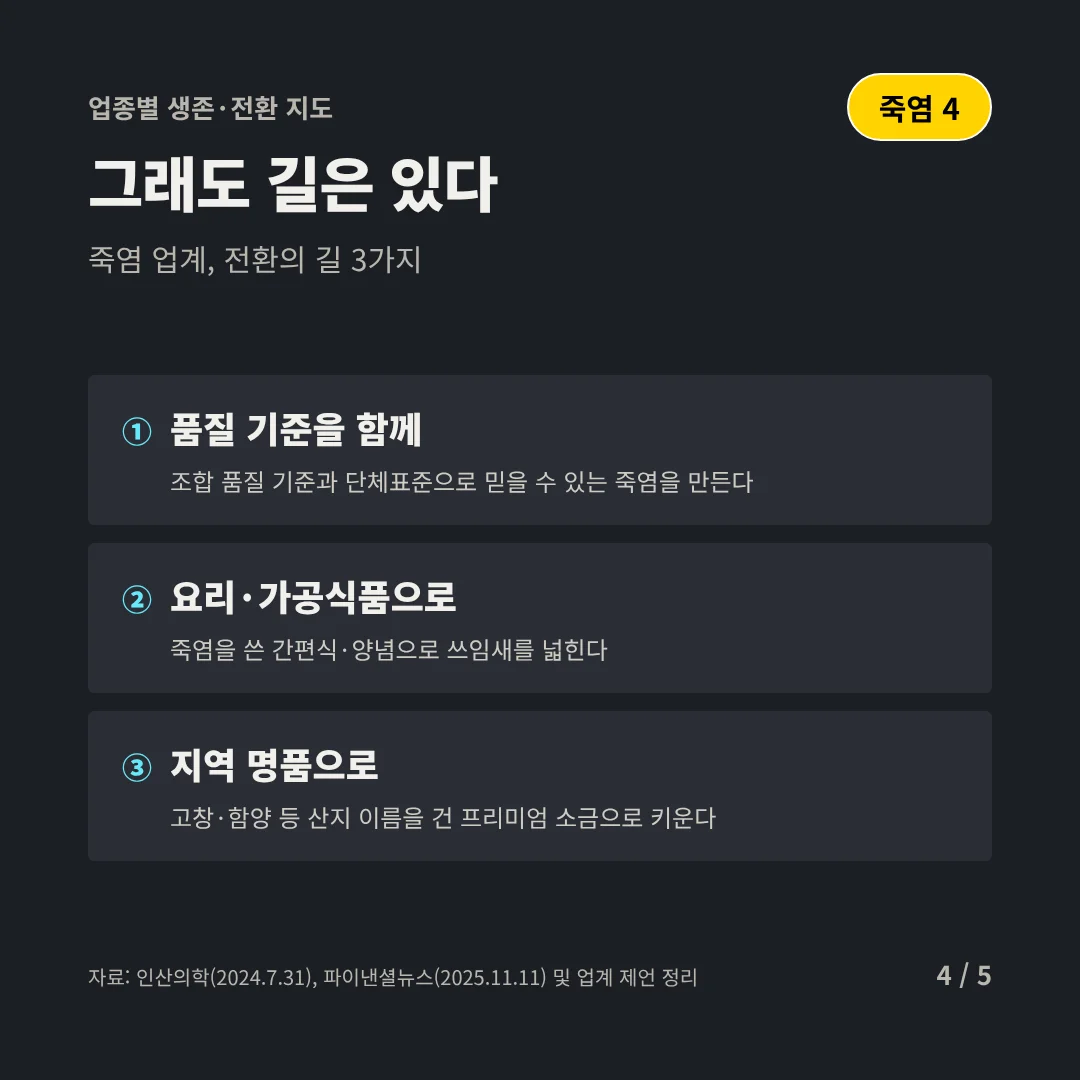 업종별 생존·전환 지도
죽염 4
그래도 길은 있다
죽염 업계, 전환의 길 3가지
① 품질 기준을 함께
조합 품질 기준과 단체표준으로 믿을 수 있는 죽염을 만든다
② 요리·가공식품으로
죽염을 쓴 간편식·양념으로 쓰임새를 넓힌다
③ 지역 명품으로
고창·함양 등 산지 이름을 건 프리미엄 소금으로 키운다
자료: 인산의학(2024.7.31), 파이낸셜뉴스(2025.11.11) 및 업계 제언 정리
4 / 5